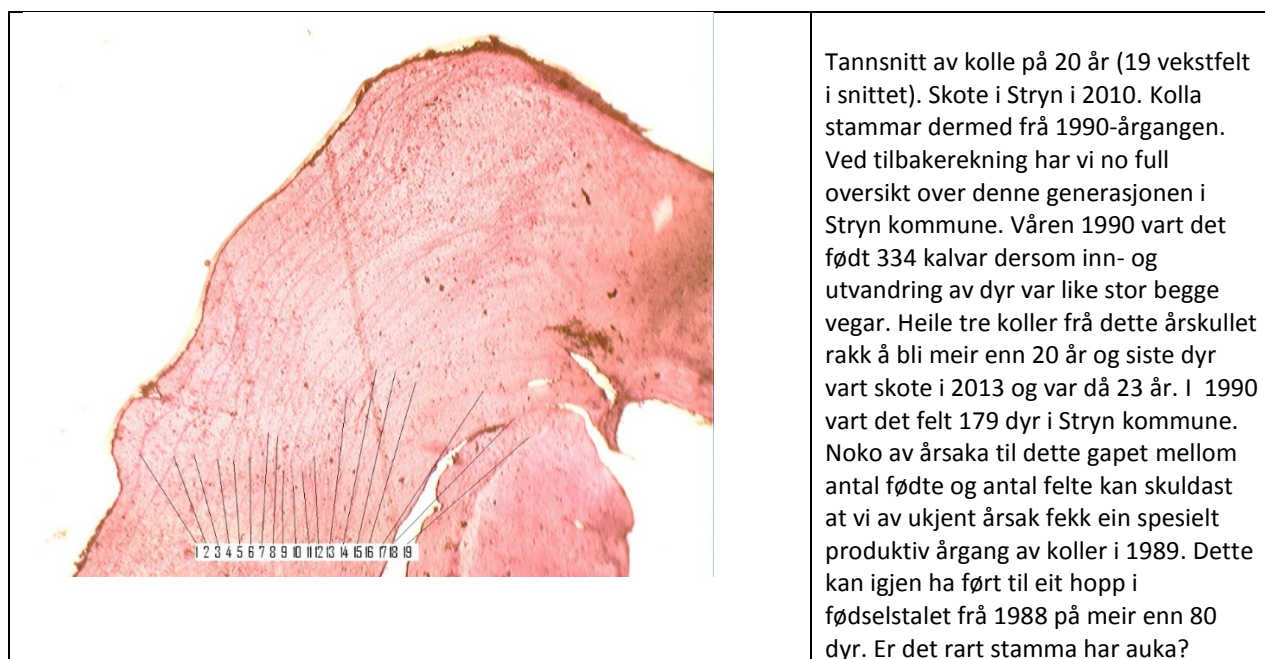 Tannsnitt av kolle på 20 år (19 vekstfelt
i snittet). Skote i Stryn i 2010. Kolla
stammar dermed frå 1990-årgangen.
Ved tilbakerekning har vi no full
oversikt over denne generasjonen i
Stryn kommune. Våren 1990 vart det
født 334 kalvar dersom inn- og
utvandring av dyr var like stor begge
vegar. Heile tre koller frå dette årskullet
rakk å bli meir enn 20 år og siste dyr
vart skote i 2013 og var då 23 år. I  1990
vart det felt 179 dyr i Stryn kommune.
Noko av årsaka til dette gapet mellom
antal fødte og antal felte kan skuldast
at vi av ukjent årsak fekk ein spesielt
produktiv årgang av koller i 1989. Dette
kan igjen ha ført til eit hopp i
fødselstalet frå 1988 på meir enn 80
dyr. Er det rart stamma har auka?
1 2 3 4 5 6 7 8 9 10 11 12 13 14 15 16 17 18 19